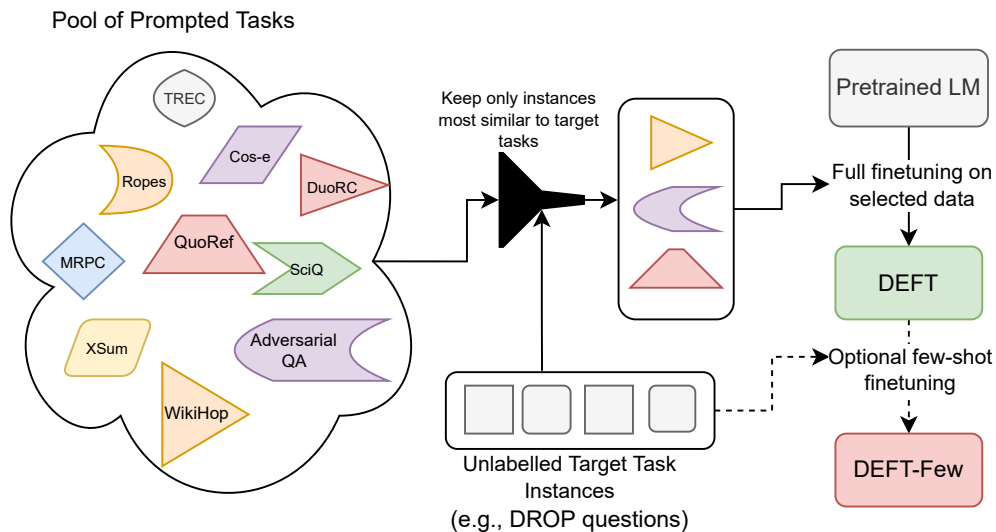 Pool of Prompted Tasks
TREC
Cos-e
Ropes
DuoRC
QuoRef
MRPC
SciQ
XSum
Adversarial
QA
WikiHop
Keep only instances
most similar to target
tasks
Unlabelled Target Task
Instances
(e.g., DROP questions)
Pretrained LM
Full finetuning on
selected data
DEFT
Optional few-shot
finetuning
DEFT-Few